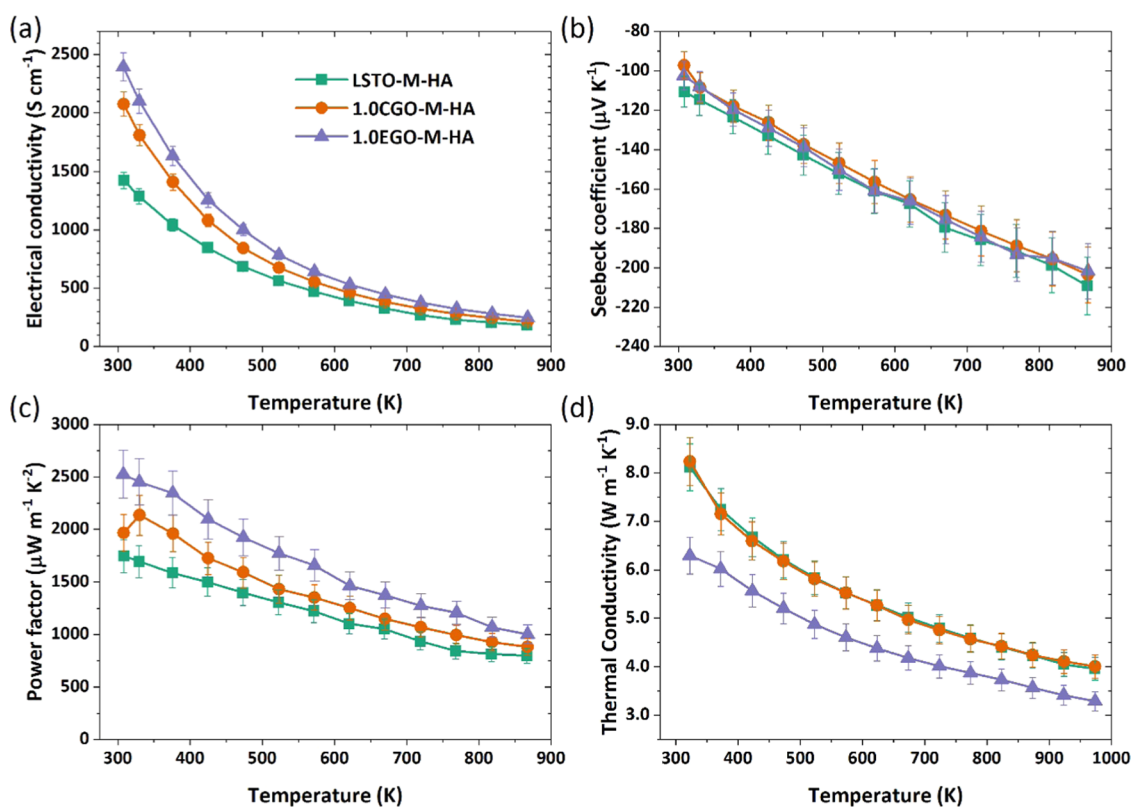 (a)
Electrical conductivity (S cm⁻¹)
2500
2000
1500
1000
500
0
LSTO-M-HA
1.0CGO-M-HA
1.0EGO-M-HA
300 400 500 600 700 800 900
Temperature (K)
(b)
Seebeck coefficient (μV K⁻¹)
-80
-100
-120
-140
-160
-180
-200
-220
-240
300 400 500 600 700 800 900
Temperature (K)
(c)
Power factor (μW m⁻¹ K⁻²)
3000
2500
2000
1500
1000
500
0
300 400 500 600 700 800 900
Temperature (K)
(d)
Thermal Conductivity (W m⁻¹ K⁻¹)
9.0
8.0
7.0
6.0
5.0
4.0
3.0
300 400 500 600 700 800 900 1000
Temperature (K)